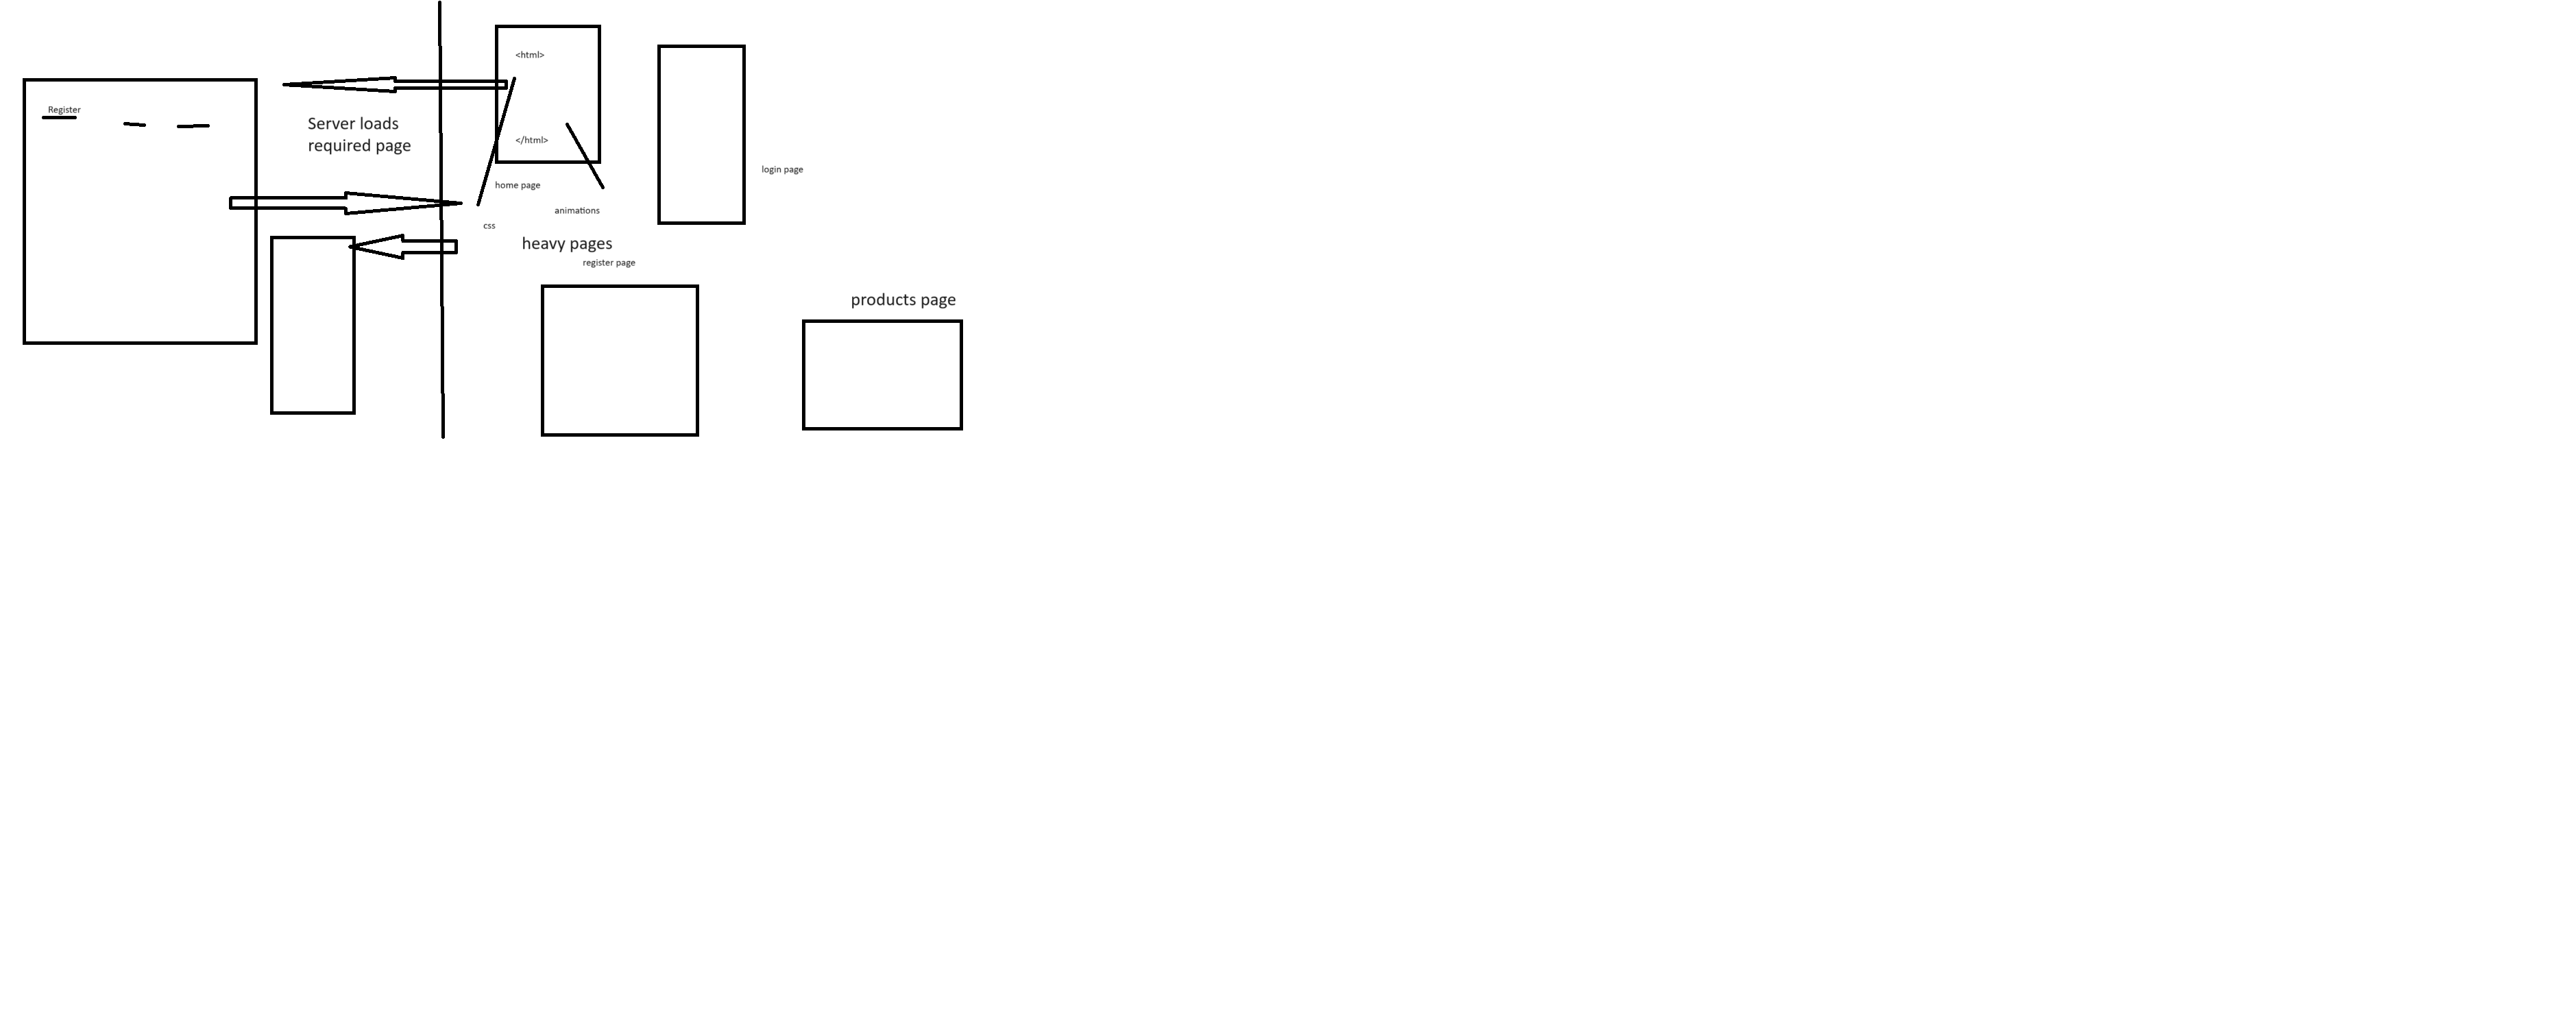 Register
Server loads
required page
<html>
</html>
home page
animations
css
heavy pages
register page
login page
products page